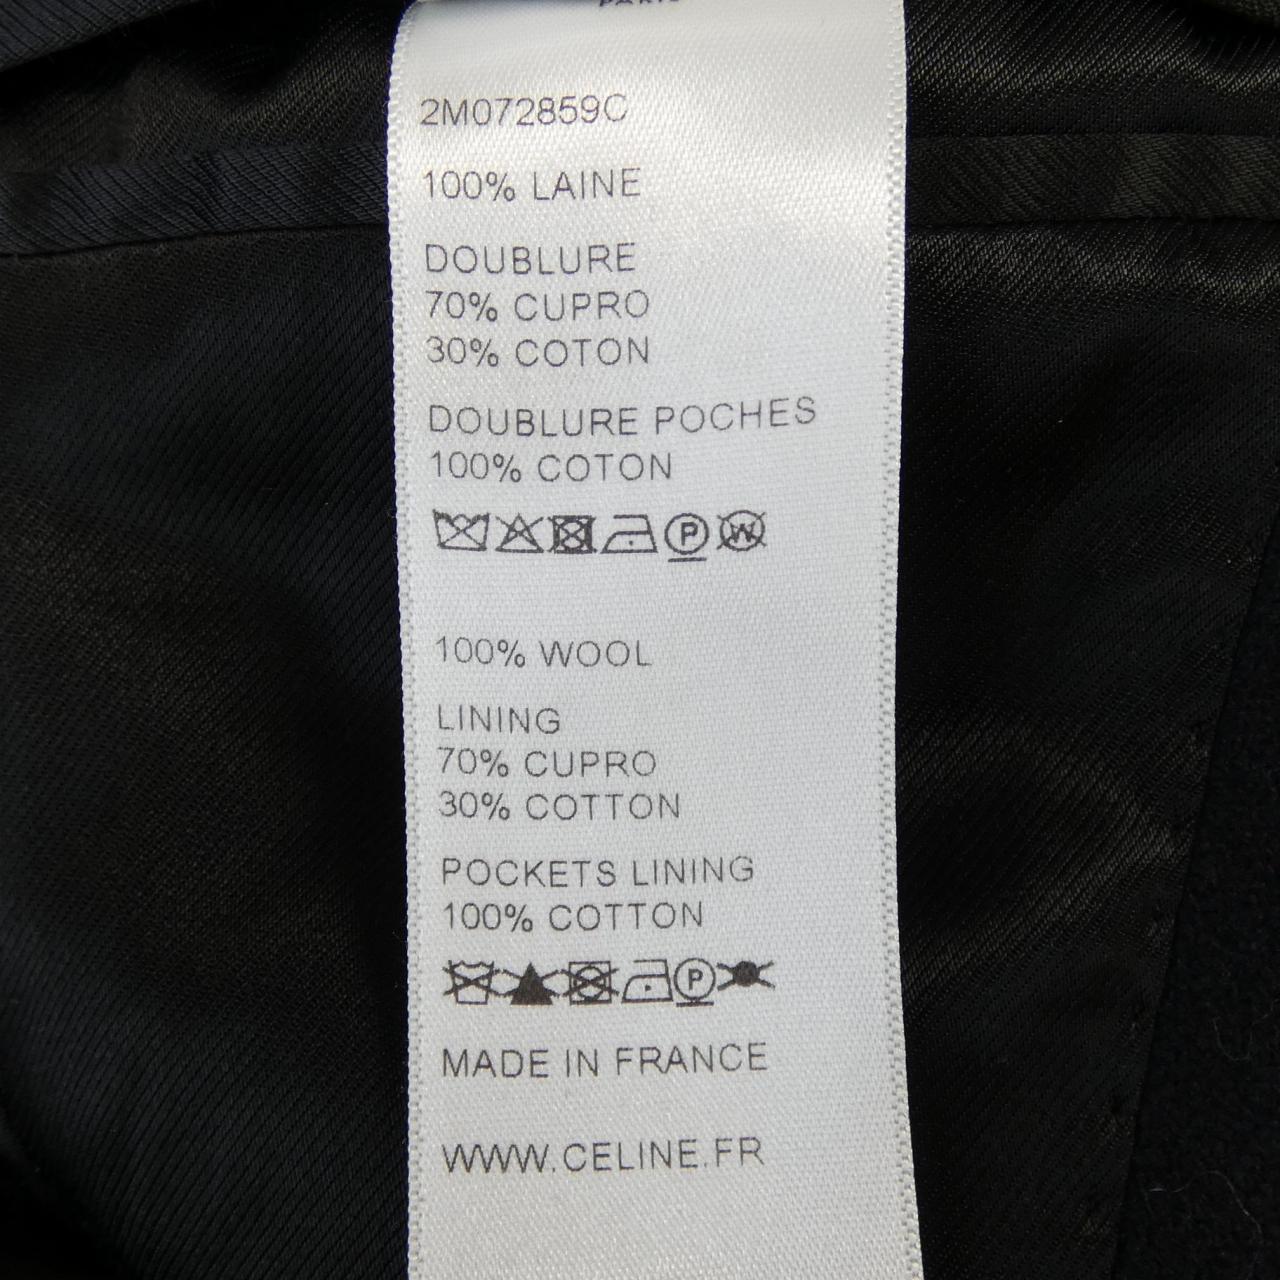 PARIS
2M072859C
100% LAINE
DOUBLURE
70% CUPRO
30% COTON
DOUBLURE POCHES
100% COTON
P W
100% WOOL
LINING
70% CUPRO
30% COTTON
POCKETS LINING
100% COTTON
P
MADE IN FRANCE
WWW.CELINE.FR